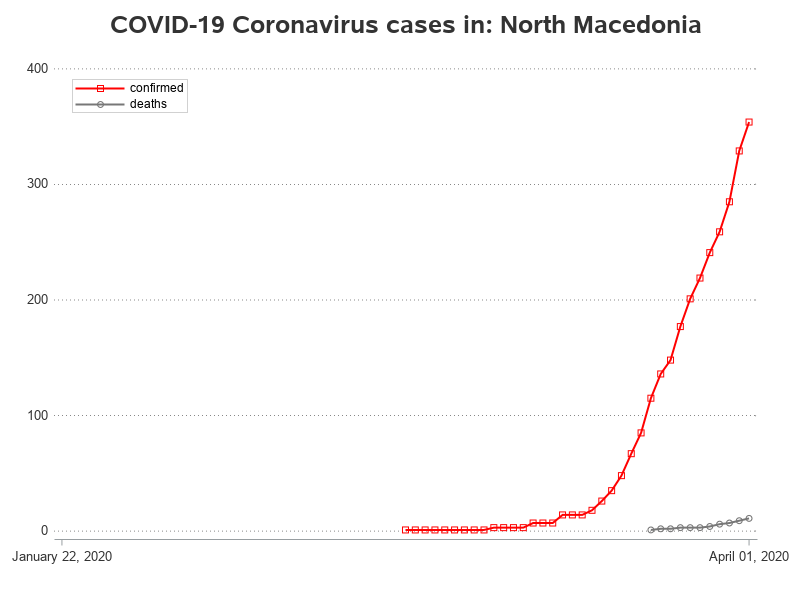 COVID-19 Coronavirus cases in: North Macedonia
400
confirmed
deaths
300
200
100
0
January 22, 2020
April 01, 2020